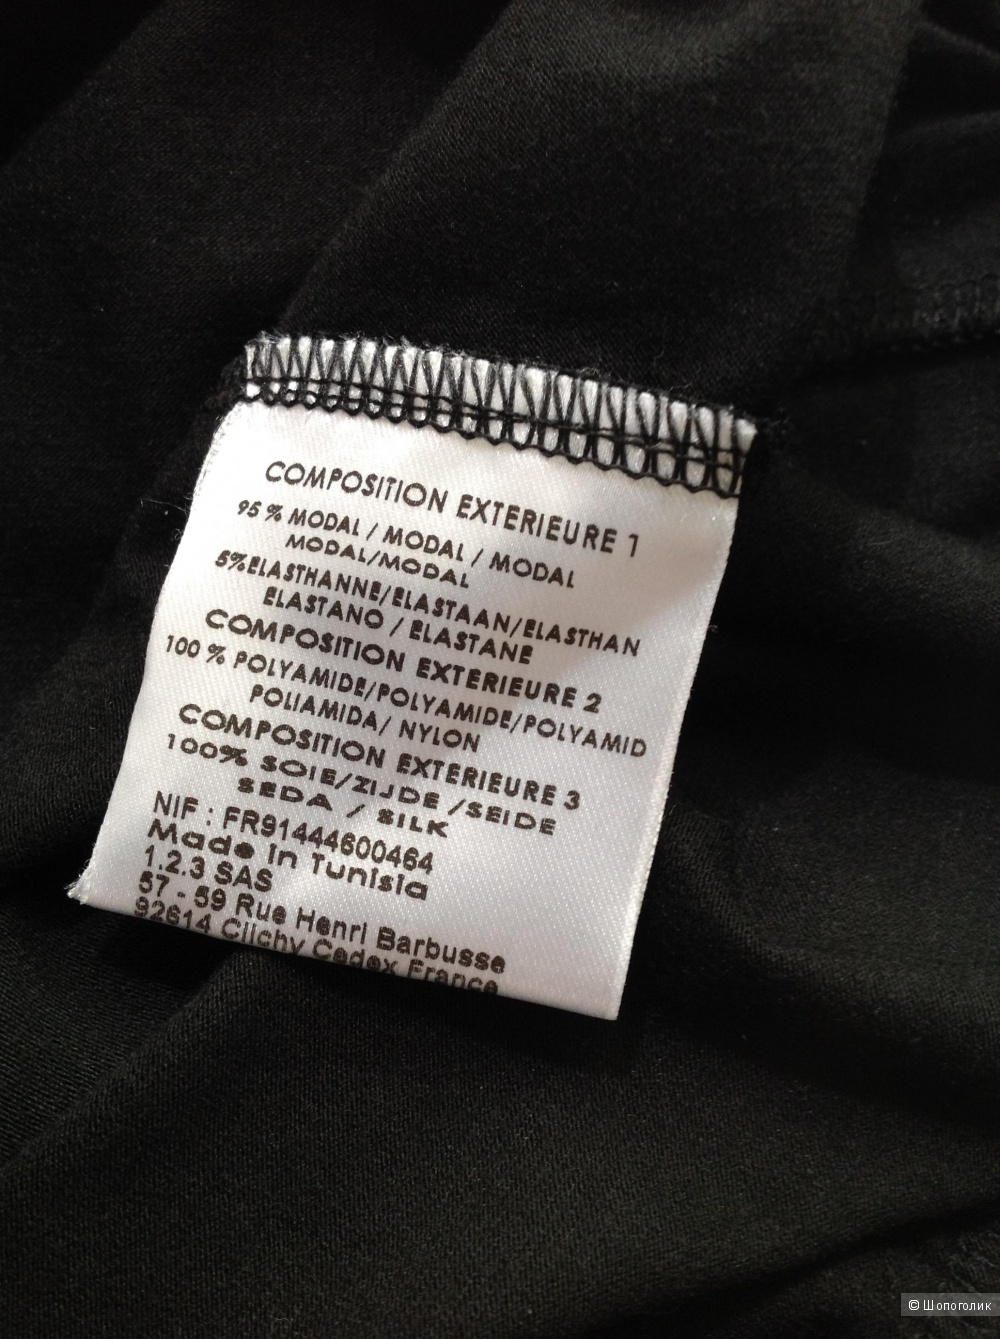 COMPOSITION EXTERIEURE 1
95 % MODAL / MODAL / MODAL
MODAL/MODAL
5%ELASTHANNE/ELASTAAN/ELASTHAN
ELASTANO / ELASTANE
COMPOSITION EXTERIEURE 2
100 % POLYAMIDE/POLYAMIDE/POLYAMID
POLIAMIDA/ NYLON
COMPOSITION EXTERIEURE 3
100% SOIE/ZIJDE /SEIDE
SEDA / SILK
NIF : FR91444600464
Made in Tunisia
1.2.3 SAS
57 - 59 Rue Henri Barbusse
92614 Clichy Cedex France
© Шопоголик